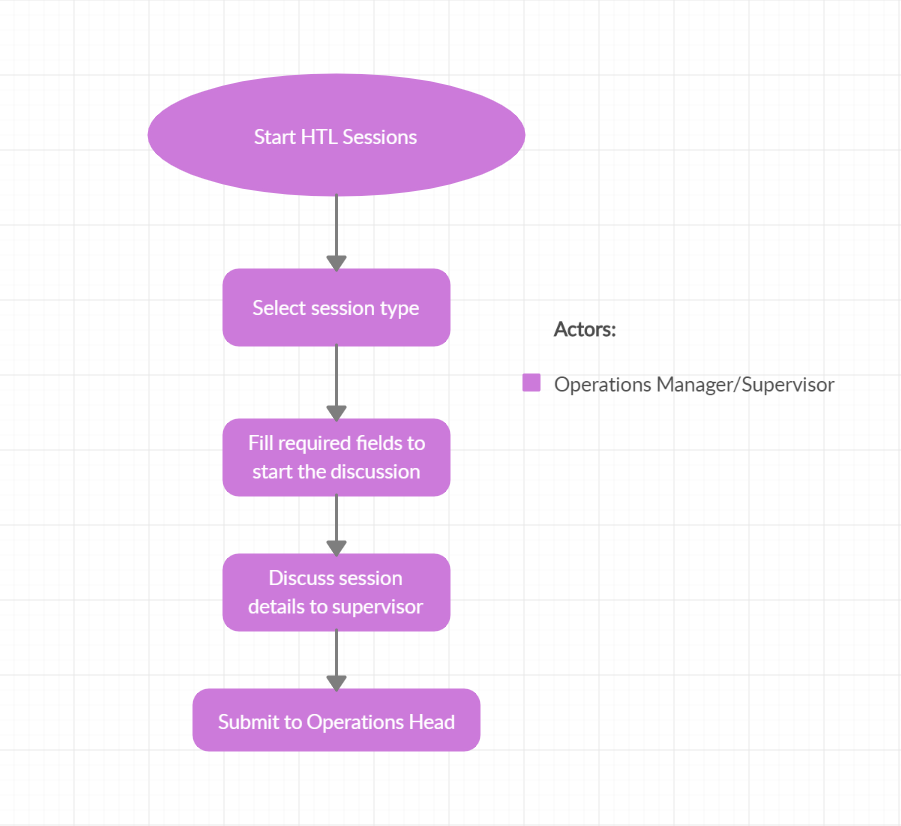 Start HTL Sessions
Select session type
Actors:
Operations Manager/Supervisor
Fill required fields to
start the discussion
Discuss session
details to supervisor
Submit to Operations Head